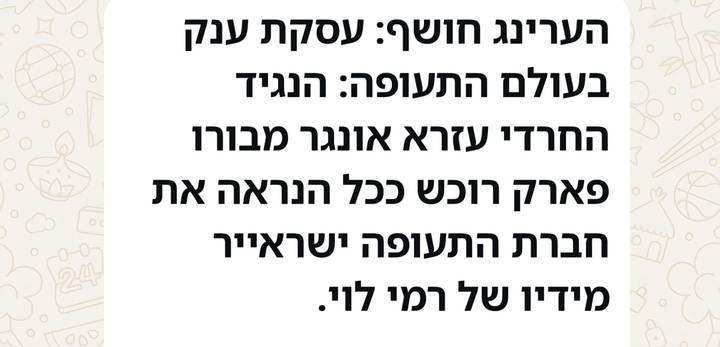 הערינג חושף: עסקת ענק
בעולם התעופה: הנגיד
החרדי עזרא אונגר מבורו
פארק רוכש ככל הנראה את
חברת התעופה ישראייר
מידיו של רמי לוי.
24